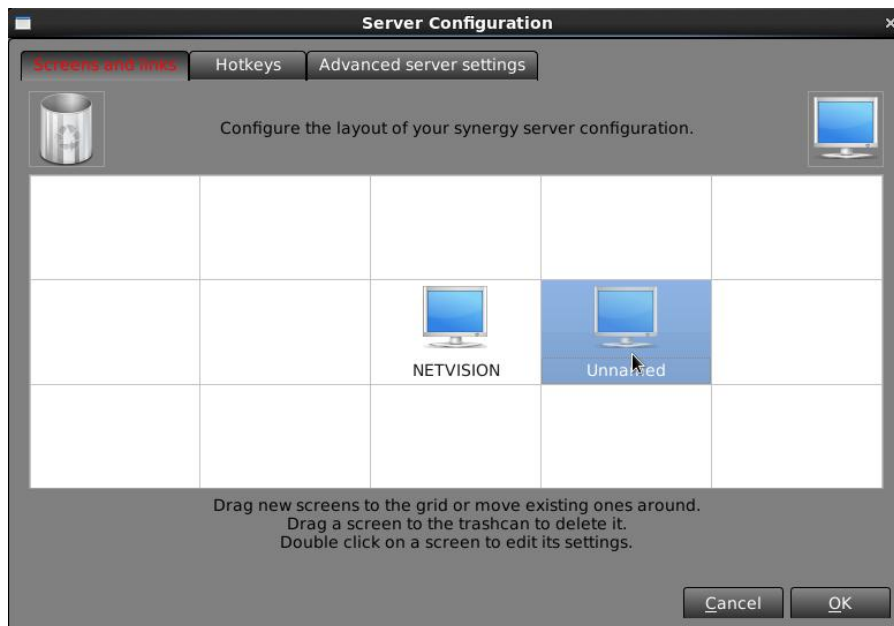 Server Configuration
Screens and links
Hotkeys
Advanced server settings
Configure the layout of your synergy server configuration.
NETVISION
Unnamed
Drag new screens to the grid or move existing ones around.
Drag a screen to the trashcan to delete it.
Double click on a screen to edit its settings.
Cancel
OK